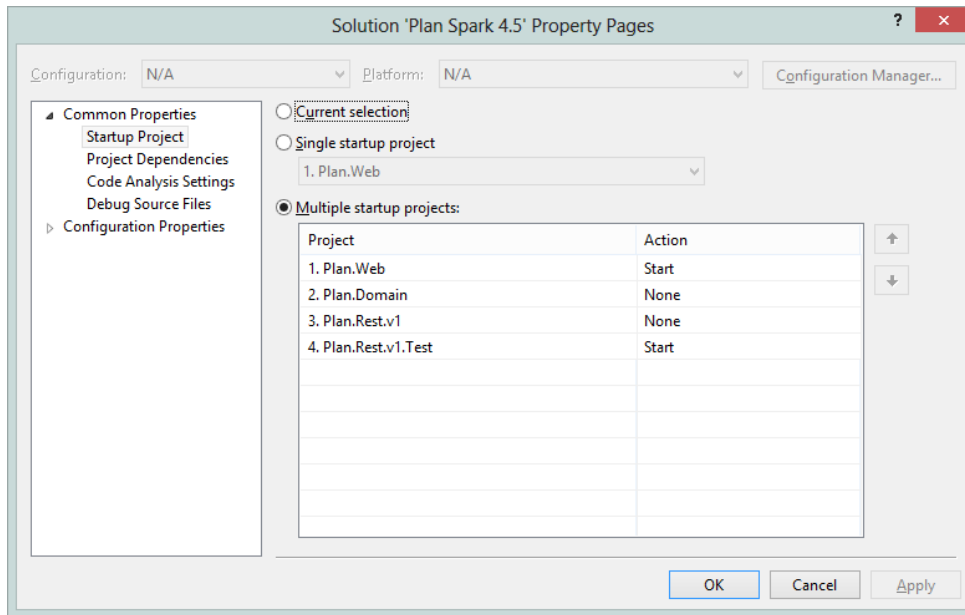 Solution 'Plan Spark 4.5' Property Pages ? ×
Configuration: N/A Platform: N/A Configuration Manager...
Common Properties
Startup Project
Project Dependencies
Code Analysis Settings
Debug Source Files
Configuration Properties
Current selection
Single startup project
1. Plan.Web
Multiple startup projects:
Project Action
1. Plan.Web Start
2. Plan.Domain None
3. Plan.Rest.v1 None
4. Plan.Rest.v1.Test Start
OK Cancel Apply